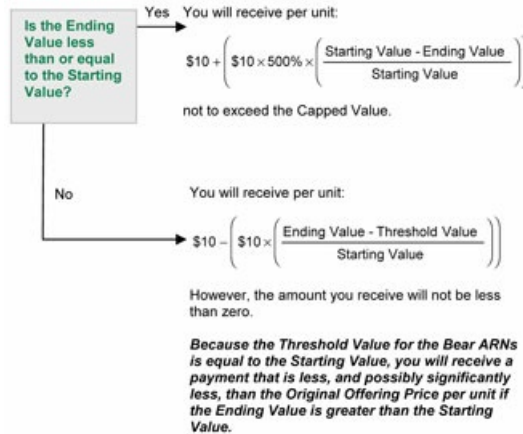 Is the Ending
Value less
than or equal
to the Starting
Value?
Yes You will receive per unit:
$10 + ( $10 × 500% × ( Starting Value - Ending Value
Starting Value )
not to exceed the Capped Value.
No
You will receive per unit:
$10 − ( $10 × ( Ending Value - Threshold Value
Starting Value ) )
However, the amount you receive will not be less
than zero.
Because the Threshold Value for the Bear ARNs
is equal to the Starting Value, you will receive a
payment that is less, and possibly significantly
less, than the Original Offering Price per unit if
the Ending Value is greater than the Starting
Value.